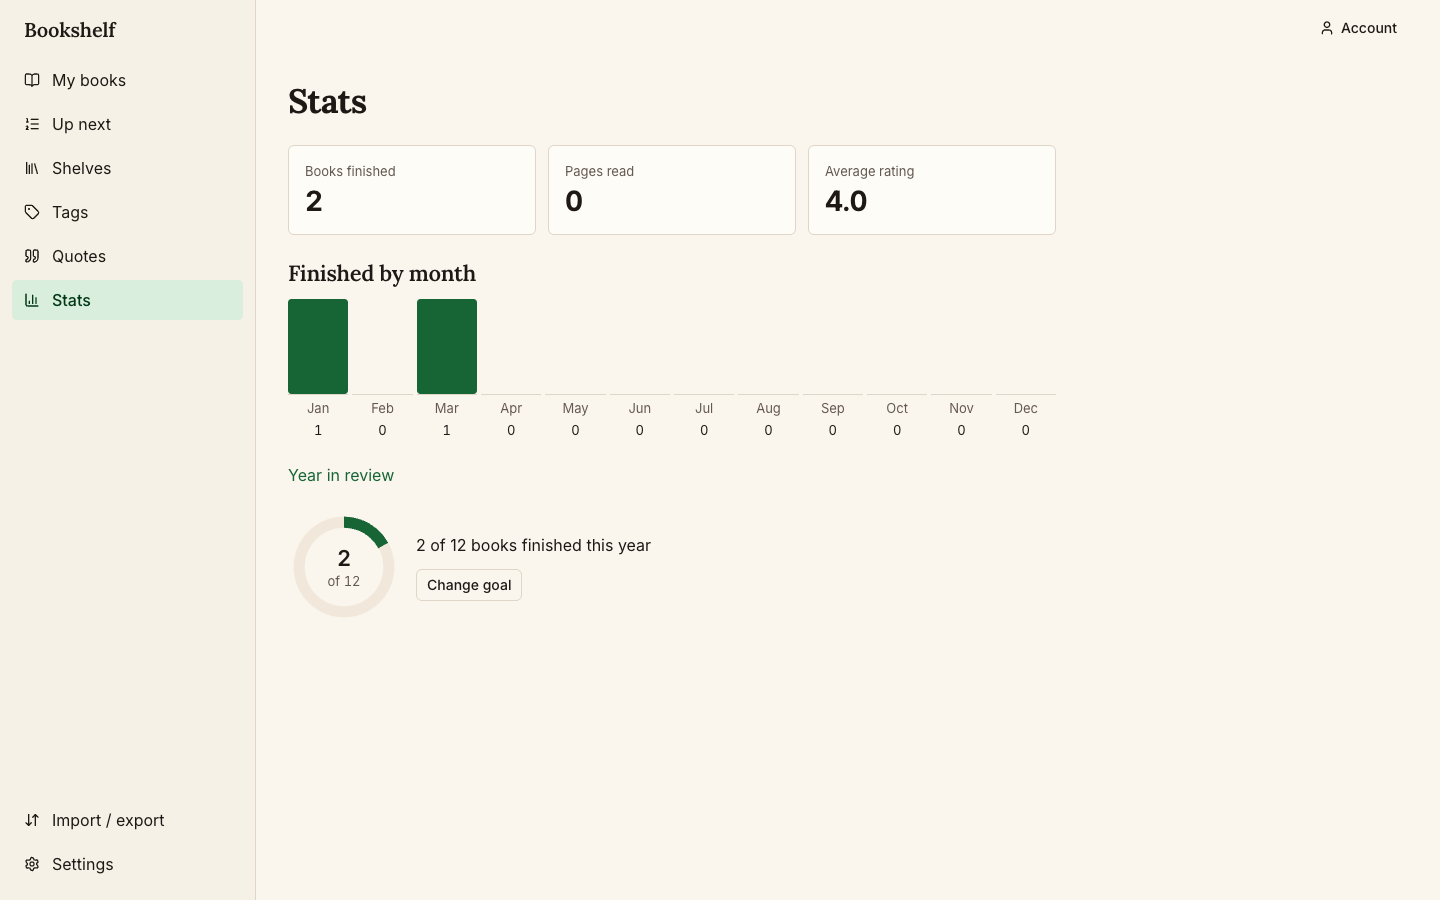 Bookshelf
Account
My books
Up next
Shelves
Tags
Quotes
Stats
Import / export
Settings
Stats
Books finished
2
Pages read
0
Average rating
4.0
Finished by month
Jan Feb Mar Apr May Jun Jul Aug Sep Oct Nov Dec
1 0 1 0 0 0 0 0 0 0 0 0
Year in review
2
of 12
2 of 12 books finished this year
Change goal